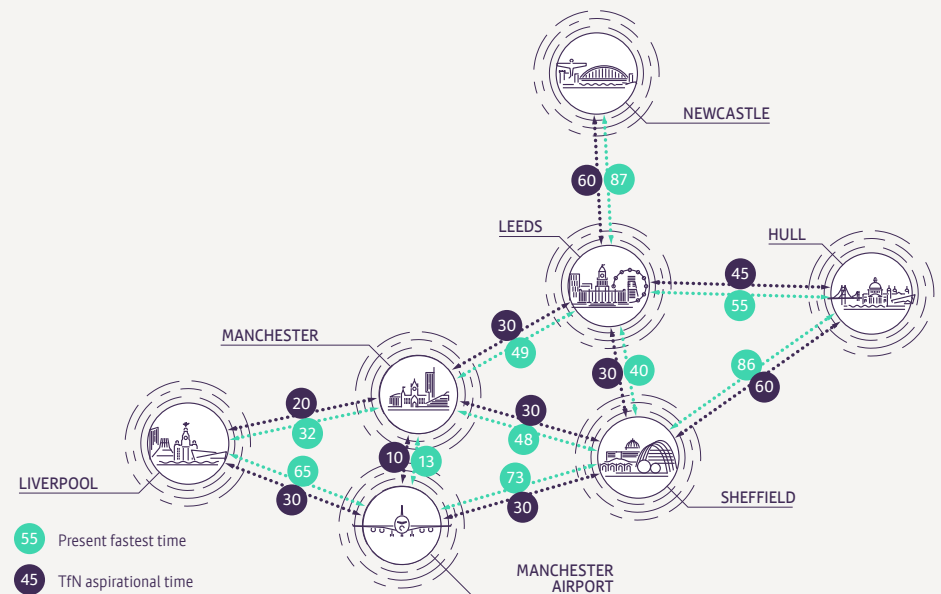 NEWCASTLE
60
87
LEEDS
HULL
45
55
MANCHESTER
30
49
30
40
86
60
20
32
30
48
10
13
LIVERPOOL
65
30
73
30
SHEFFIELD
MANCHESTER
AIRPORT
55 Present fastest time
45 TfN aspirational time